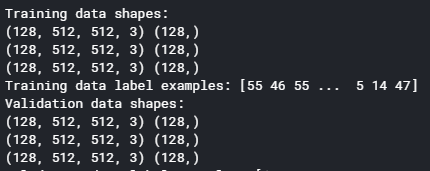 Training data shapes:
(128, 512, 512, 3) (128,)
(128, 512, 512, 3) (128,)
(128, 512, 512, 3) (128,)
Training data label examples: [55 46 55 ...  5 14 47]
Validation data shapes:
(128, 512, 512, 3) (128,)
(128, 512, 512, 3) (128,)
(128, 512, 512, 3) (128,)